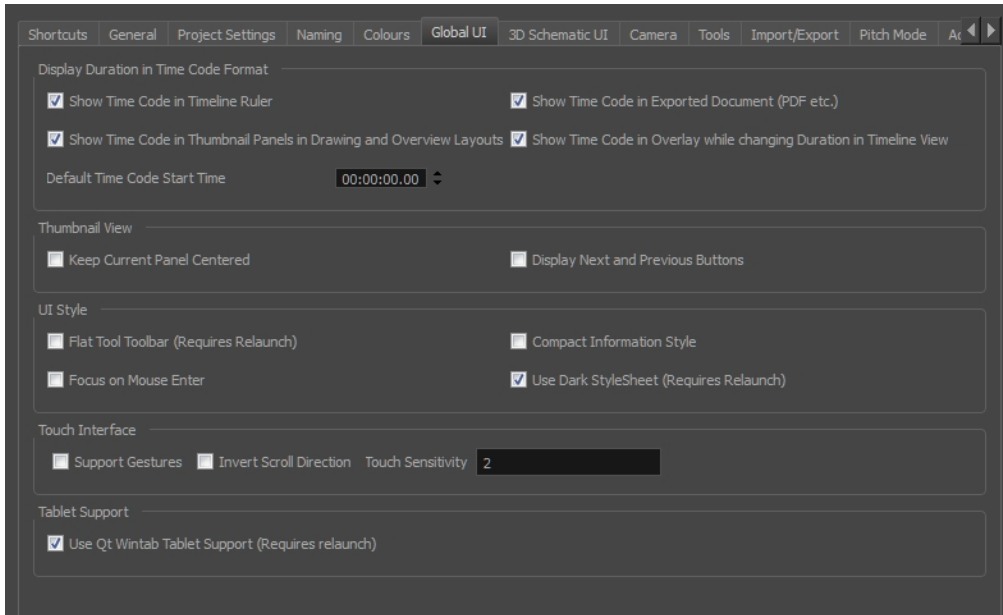 Shortcuts General Project Settings Naming Colours Global UI 3D Schematic UI Camera Tools Import/Export Pitch Mode
Display Duration in Time Code Format
Show Time Code in Timeline Ruler Show Time Code in Exported Document (PDF etc.)
Show Time Code in Thumbnail Panels in Drawing and Overview Layouts Show Time Code in Overlay while changing Duration in Timeline View
Default Time Code Start Time 00:00:00.00
Thumbnail View
Keep Current Panel Centered Display Next and Previous Buttons
UI Style
Flat Tool Toolbar (Requires Relaunch) Compact Information Style
Focus on Mouse Enter Use Dark StyleSheet (Requires Relaunch)
Touch Interface
Support Gestures Invert Scroll Direction Touch Sensitivity 2
Tablet Support
Use Qt Wintab Tablet Support (Requires relaunch)